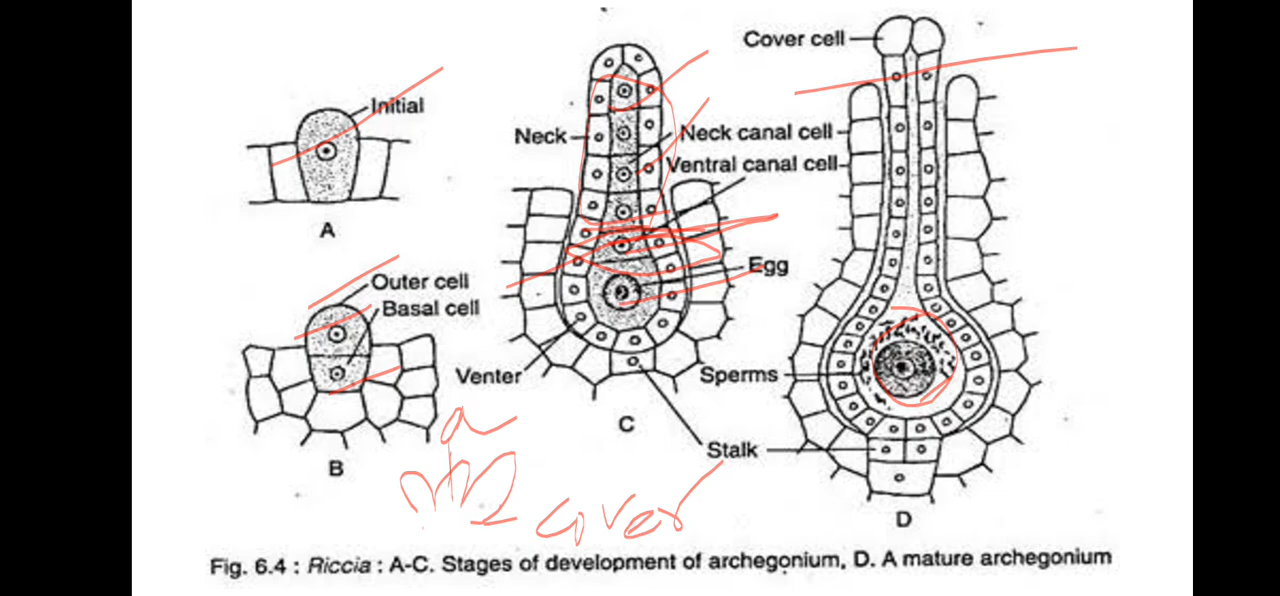 Cover cell
Initial
Neck
Neck canal cell
Ventral canal cell
A
Outer cell
Basal cell
Egg
Venter
Sperms
B
C
Stalk
D
cover
Fig. 6.4 : Riccia : A-C. Stages of development of archegonium, D. A mature archegonium